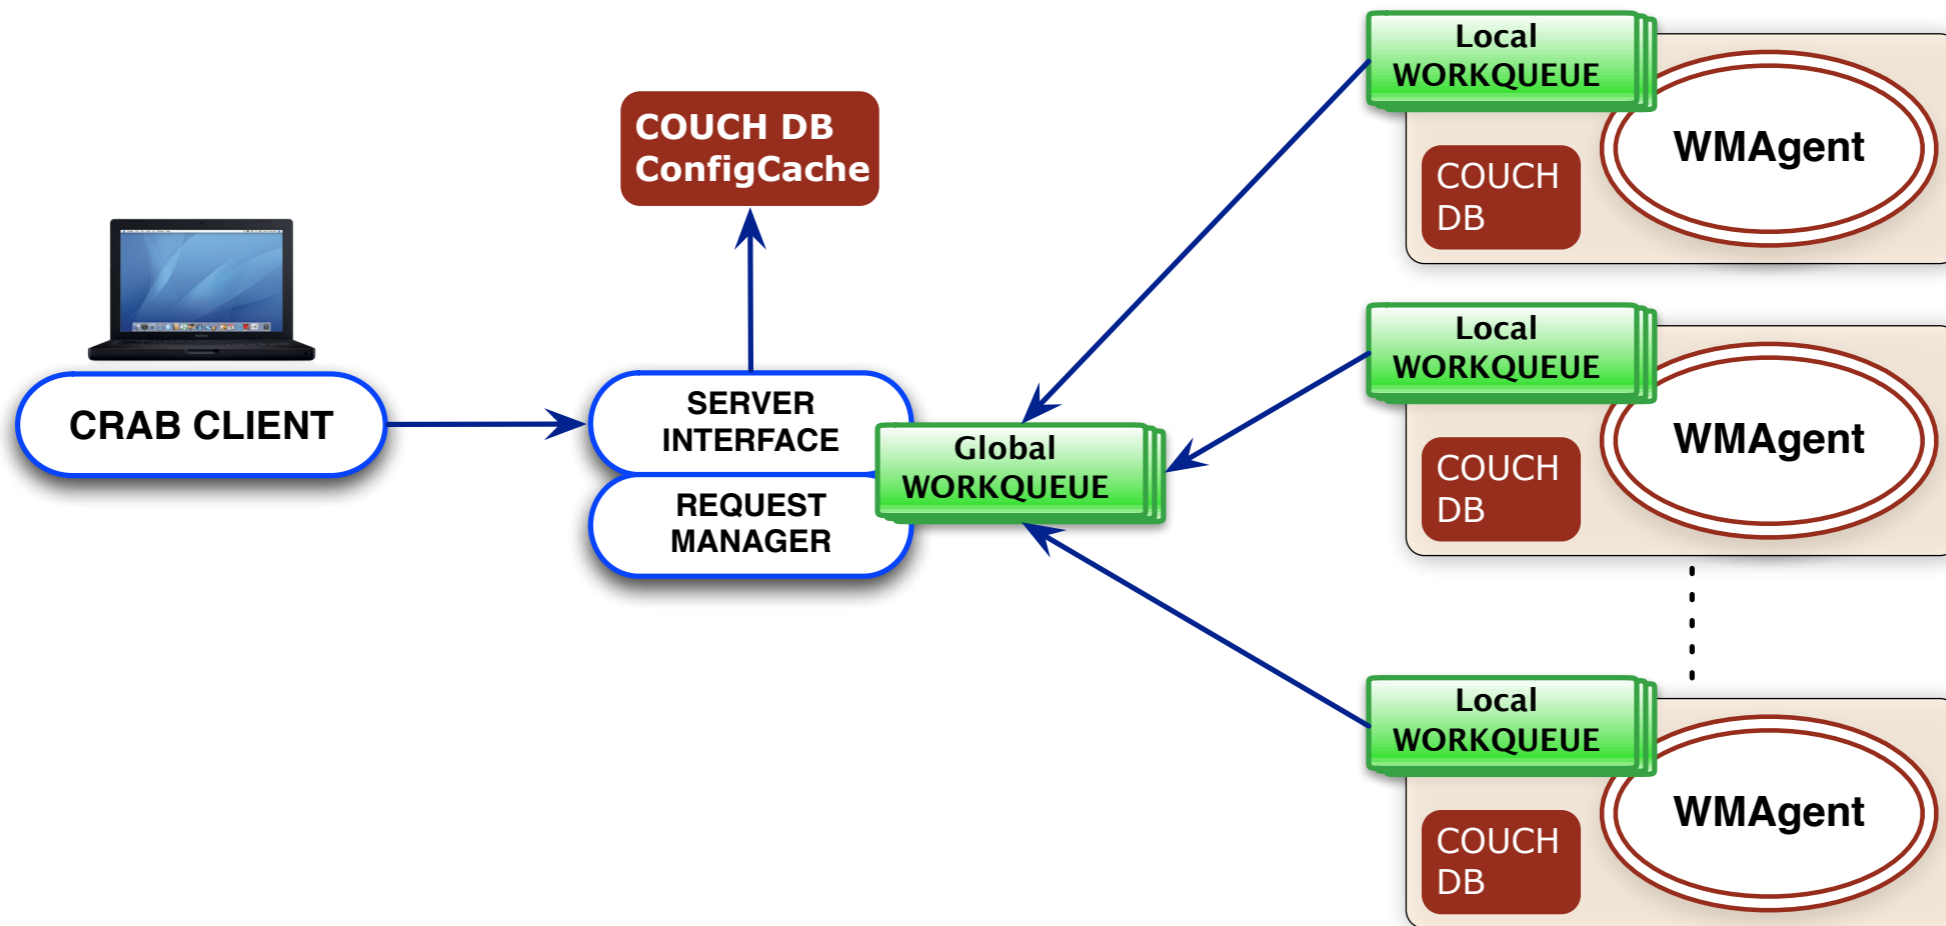 COUCH DB
ConfigCache
CRAB CLIENT
SERVER
INTERFACE
REQUEST
MANAGER
Global
WORKQUEUE
Local
WORKQUEUE
WMAgent
COUCH
DB
Local
WORKQUEUE
WMAgent
COUCH
DB
Local
WORKQUEUE
WMAgent
COUCH
DB